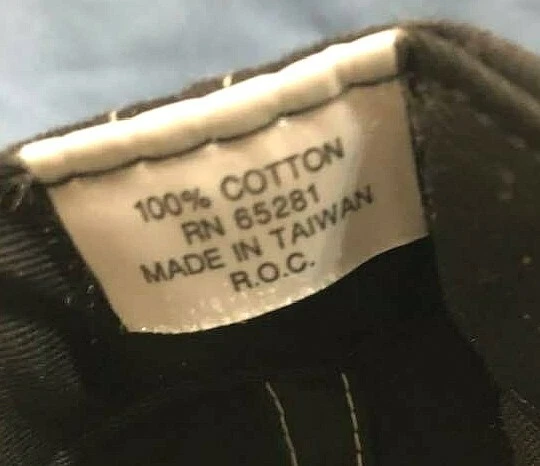 100% COTTON
RN 65281
MADE IN TAIWAN
R.O.C.